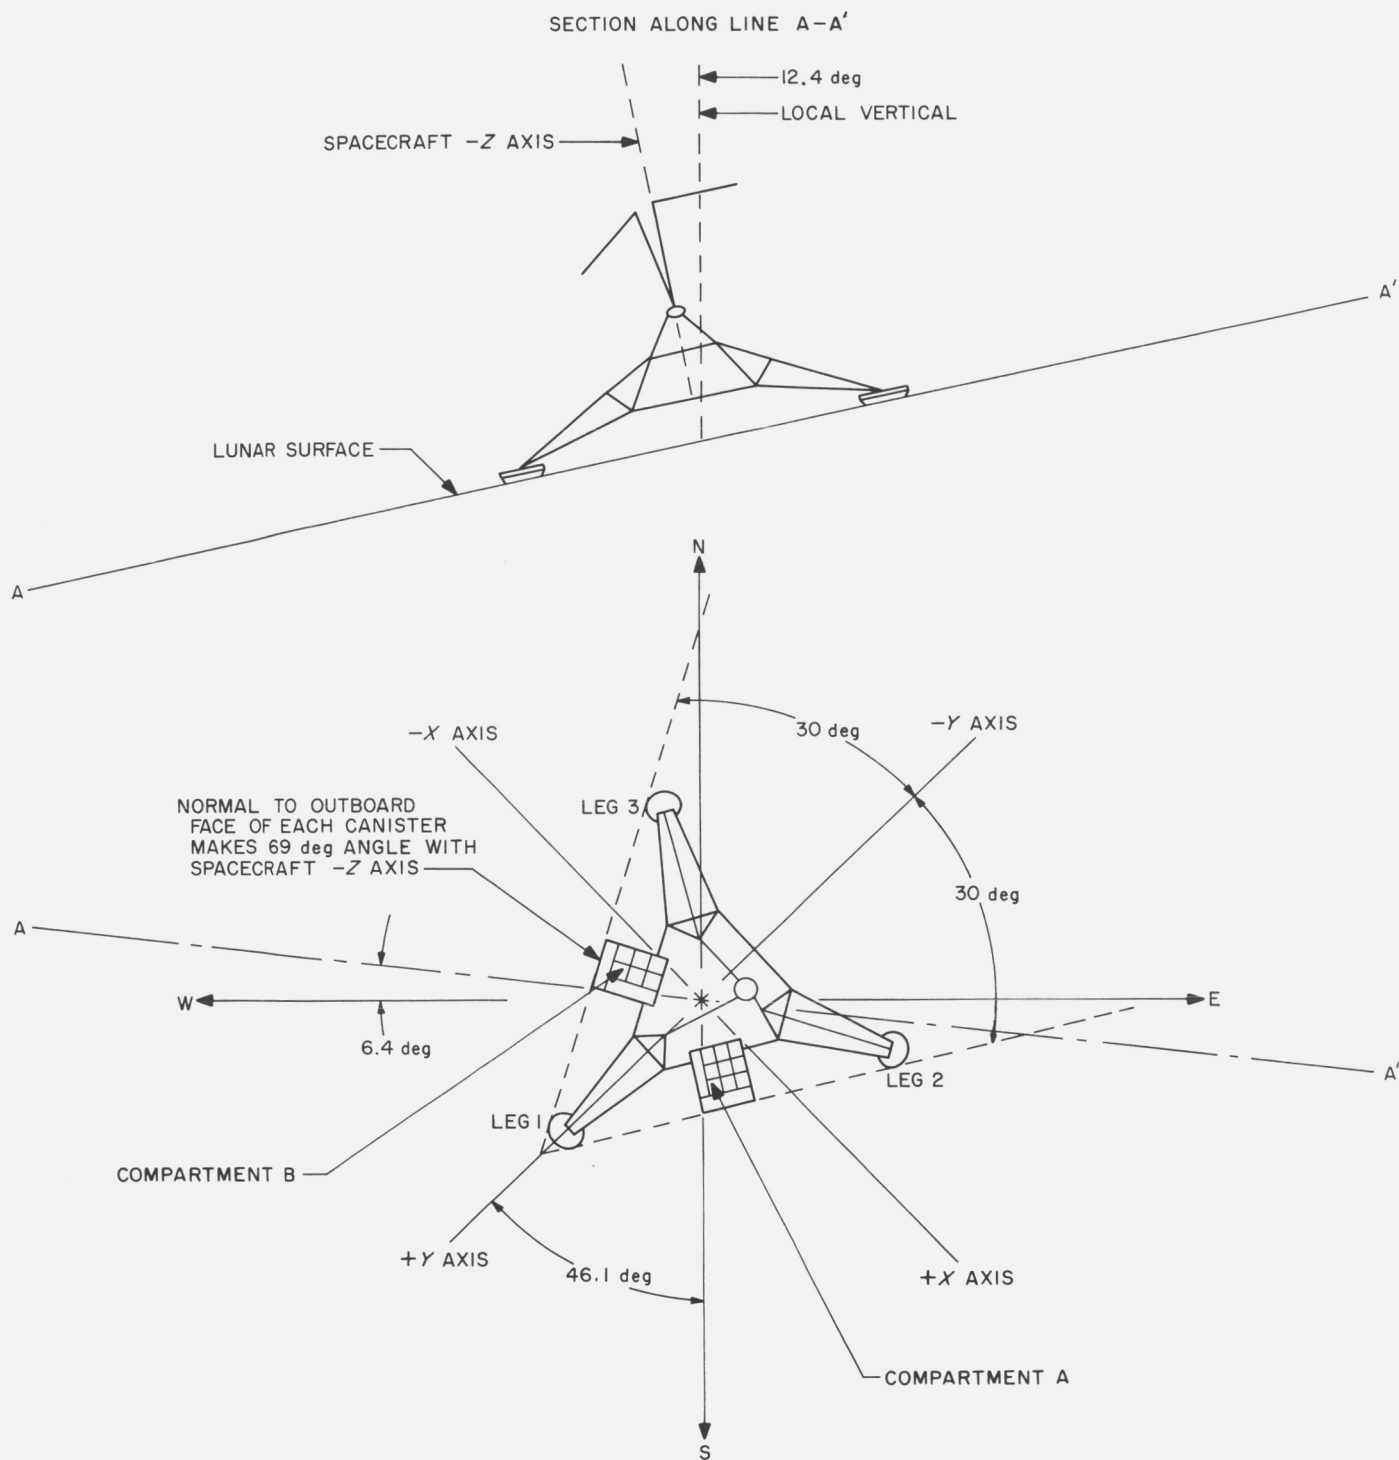 SECTION ALONG LINE A-A'
12.4 deg
LOCAL VERTICAL
SPACECRAFT -Z AXIS
A'
LUNAR SURFACE
A
N
30 deg
-Y AXIS
-X AXIS
NORMAL TO OUTBOARD
FACE OF EACH CANISTER
MAKES 69 deg ANGLE WITH
SPACECRAFT -Z AXIS
LEG 3
30 deg
A
W
E
6.4 deg
LEG 2
A'
LEG 1
COMPARTMENT B
+Y AXIS
46.1 deg
+X AXIS
COMPARTMENT A
S